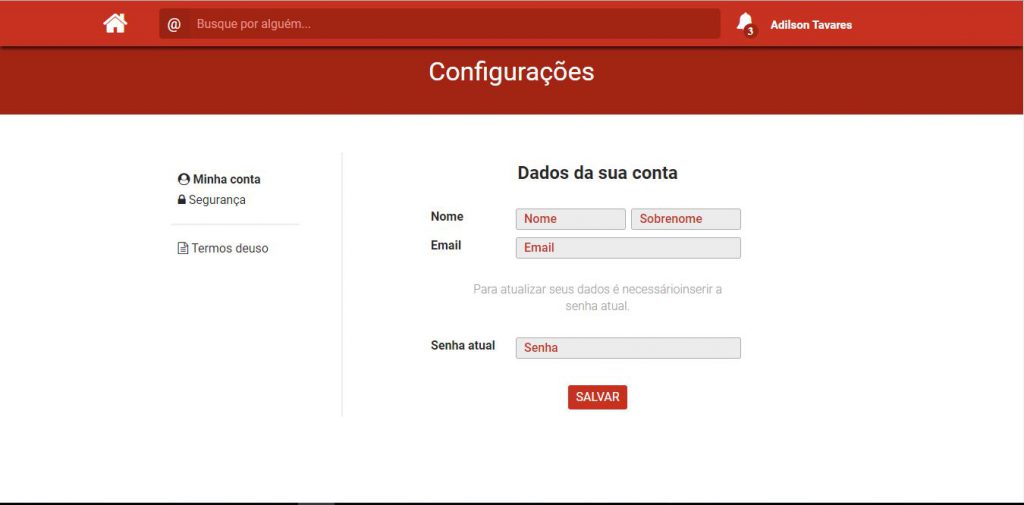 @ Busque por alguém...
3
Adilson Tavares
Configurações
Minha conta
Segurança
Termos deuso
Dados da sua conta
Nome Nome Sobrenome
Email Email
Para atualizar seus dados é necessárioinserir a
senha atual.
Senha atual Senha
SALVAR